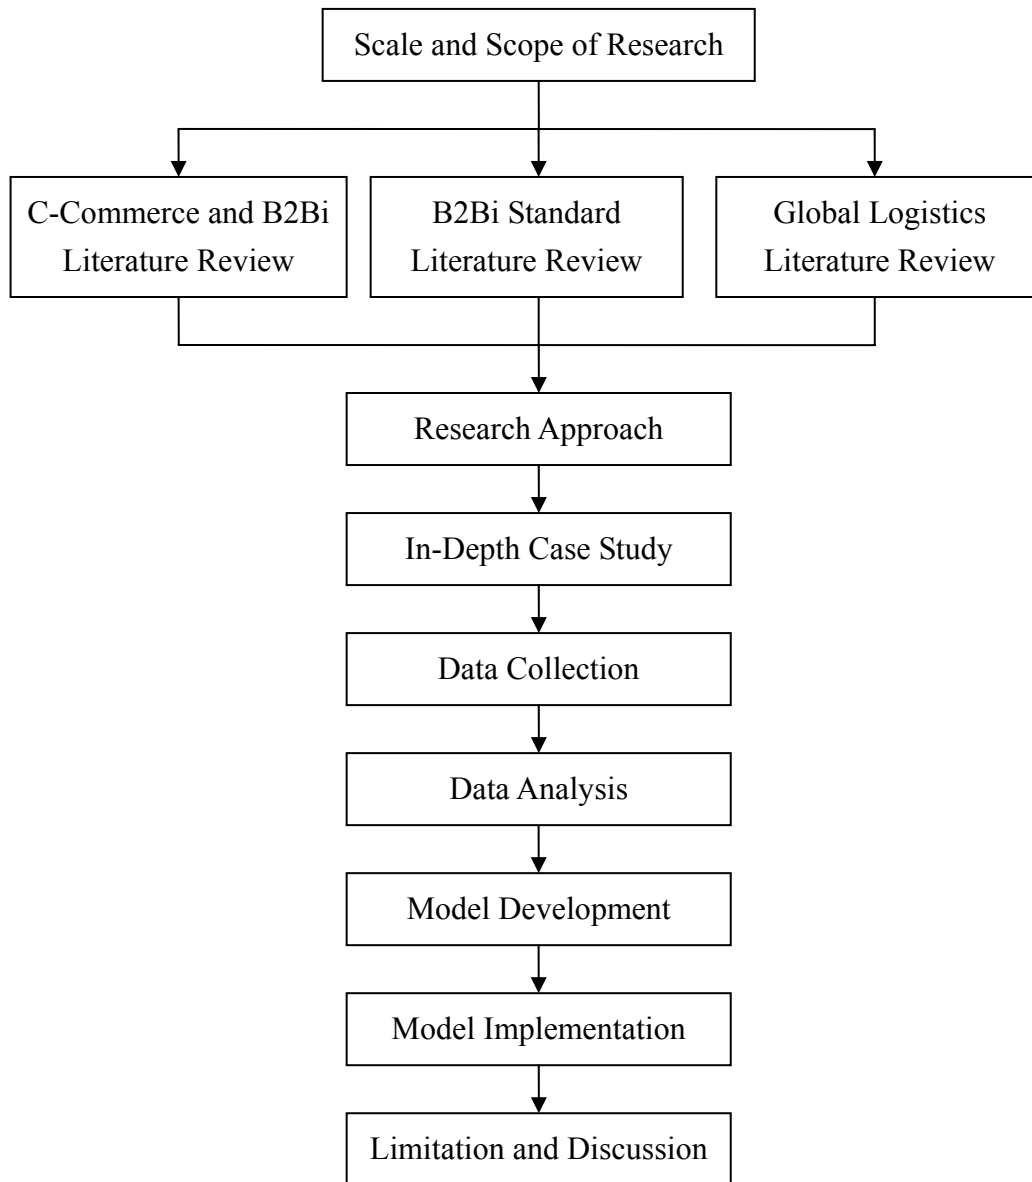 Scale and Scope of Research
C-Commerce and B2Bi
Literature Review
B2Bi Standard
Literature Review
Global Logistics
Literature Review
Research Approach
In-Depth Case Study
Data Collection
Data Analysis
Model Development
Model Implementation
Limitation and Discussion